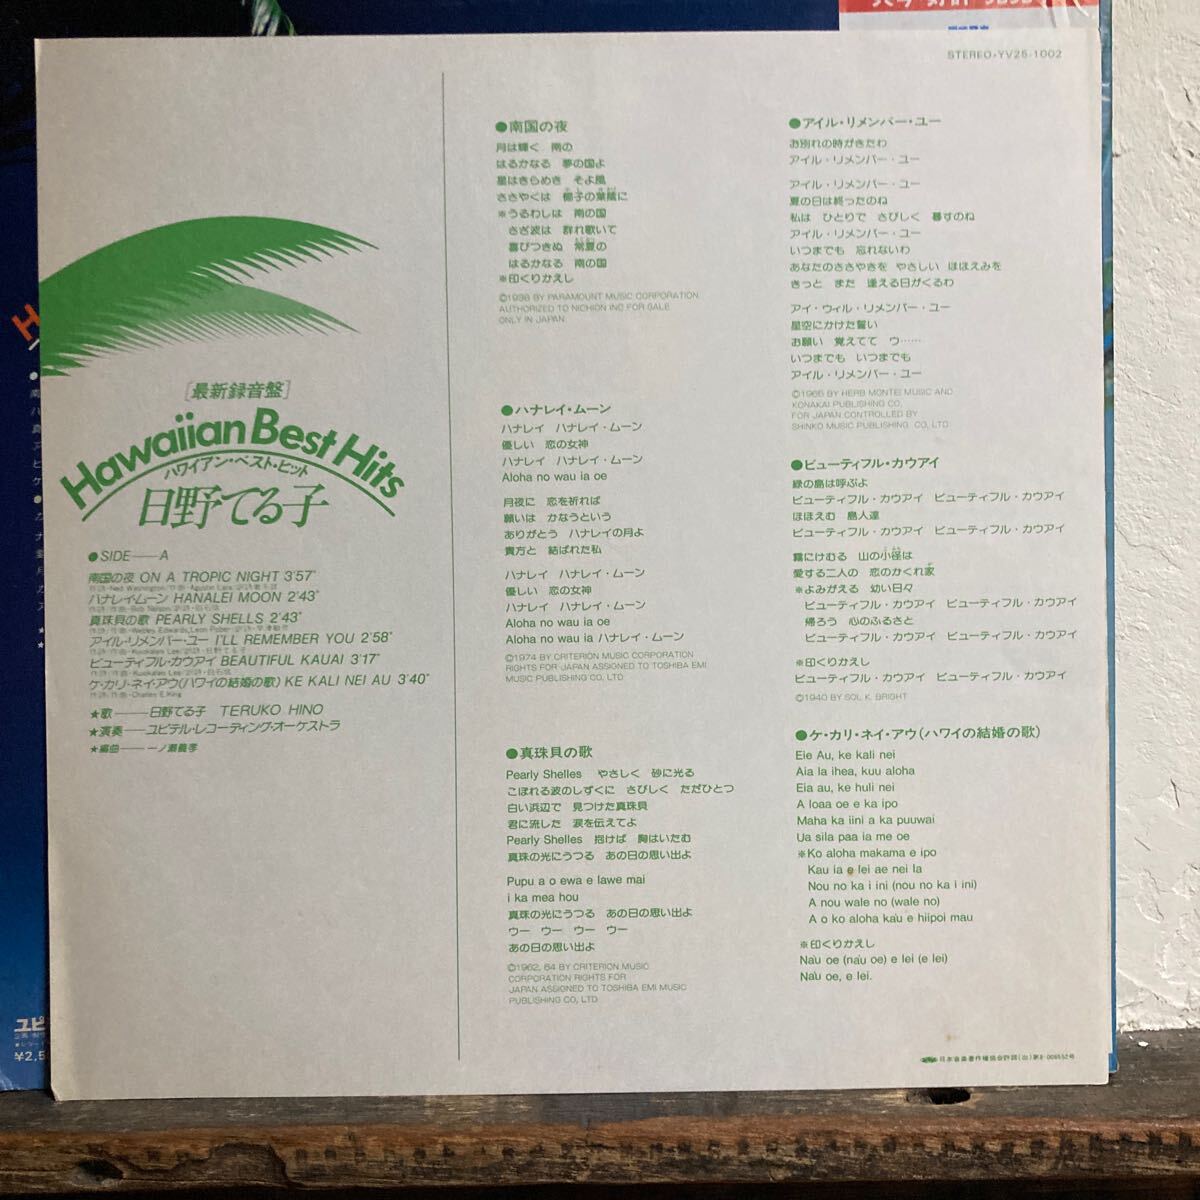 STEREO・YV25-1002
[最新録音盤]
Hawaiian Best Hits
ハワイアン・ベスト・ヒット
日野てる子
●SIDE——A
南国の夜 ON A TROPIC NIGHT 3'57"
ハナレイ・ムーン HANALEI MOON 2'43"
真珠貝の歌 PEARLY SHELLS 2'43"
アイル・リメンバー・ユー I'LL REMEMBER YOU 2'58"
ビューティフル・カウアイ BEAUTIFUL KAUAI 3'17"
ケ・カリ・ネイ・アウ(ハワイの結婚の歌) KE KALI NEI AU 3'40"
作詩・作曲—Charles E.King
★歌——日野てる子 TERUKO HINO
★演奏—ユピテル・レコーディング・オーケストラ
★編曲—一ノ瀬義孝
●南国の夜
月は輝く 南の
はるかなる 夢の国よ
星はきらめき そよ風
ささやくは 椰子の葉蔭に
※うるわしは 南の国
さざ波は 群れ歌いて
喜びつきぬ 常夏の
はるかなる 南の国
※印くりかえし
©1936 BY PARAMOUNT MUSIC CORPORATION
AUTHORIZED TO NICHION INC FOR SALE
ONLY IN JAPAN
●ハナレイ・ムーン
ハナレイ ハナレイ・ムーン
優しい 恋の女神
ハナレイ ハナレイ・ムーン
Aloha no wau ia oe
月夜に 恋を祈れば
願いは かなうという
ありがとう ハナレイの月よ
貴方と 結ばれた私
ハナレイ ハナレイ・ムーン
優しい 恋の女神
ハナレイ ハナレイ・ムーン
Aloha no wau ia oe
Aloha no wau ia ハナレイ・ムーン
©1974 BY CRITERION MUSIC CORPORATION
RIGHTS FOR JAPAN ASSIGNED TO TOSHIBA EMI
MUSIC PUBLISHING CO., LTD
●真珠貝の歌
Pearly Shelles やさしく 砂に光る
こぼれる波のしずくに さびしく ただひとつ
白い浜辺で 見つけた真珠貝
君に流した 涙を伝えてよ
Pearly Shelles 抱けば 胸はいたむ
真珠の光にうつる あの日の思い出よ
Pupu a o ewa e lawe mai
i ka mea hou
真珠の光にうつる あの日の思い出よ
ウー ウー ウー ウー
あの日の思い出よ
©1962, 64 BY CRITERION MUSIC
CORPORATION RIGHTS FOR
JAPAN ASSIGNED TO TOSHIBA EMI MUSIC
PUBLISHING CO, LTD
●アイル・リメンバー・ユー
お別れの時がきたわ
アイル・リメンバー・ユー
アイル・リメンバー・ユー
夏の日は終ったのね
私は ひとりで さびしく 暮すのね
アイル・リメンバー・ユー
いつまでも 忘れないわ
あなたのささやきを やさしい ほほえみを
きっと また 逢える日がくるわ
アイ・ウィル・リメンバー・ユー
星空にかけた誓い
お願い 覚えてて ウ……
いつまでも いつまでも
アイル・リメンバー・ユー
©1965 BY HERB MONTEI MUSIC AND
KONAKAI PUBLISHING CO,
FOR JAPAN CONTROLLED BY
SHINKO MUSIC PUBLISHING CO, LTD
●ビューティフル・カウアイ
緑の島は呼ぶよ
ビューティフル・カウアイ ビューティフル・カウアイ
ほほえむ 島人達
ビューティフル・カウアイ ビューティフル・カウアイ
霧にけむる 山の小径は
愛する二人の 恋のかくれ家
※よみがえる 幼い日々
ビューティフル・カウアイ ビューティフル・カウアイ
帰ろう 心のふるさと
ビューティフル・カウアイ ビューティフル・カウアイ
※印くりかえし
ビューティフル・カウアイ ビューティフル・カウアイ
©1940 BY SOL K. BRIGHT
●ケ・カリ・ネイ・アウ(ハワイの結婚の歌)
Eie Au, ke kali nei
Aia la ihea, kuu aloha
Eia au, ke huli nei
A loaa oe e ka ipo
Maha ka iini a ka puuwai
Ua sila paa ia me oe
※Ko aloha makama e ipo
Kau ia e lei ae nei la
Nou no ka i ini (nou no ka i ini)
A nou wale no (wale no)
A o ko aloha ka'u e hiipoi mau
※印くりかえし
Na'u oe (na'u oe) e lei (e lei)
Na'u oe, e lei.